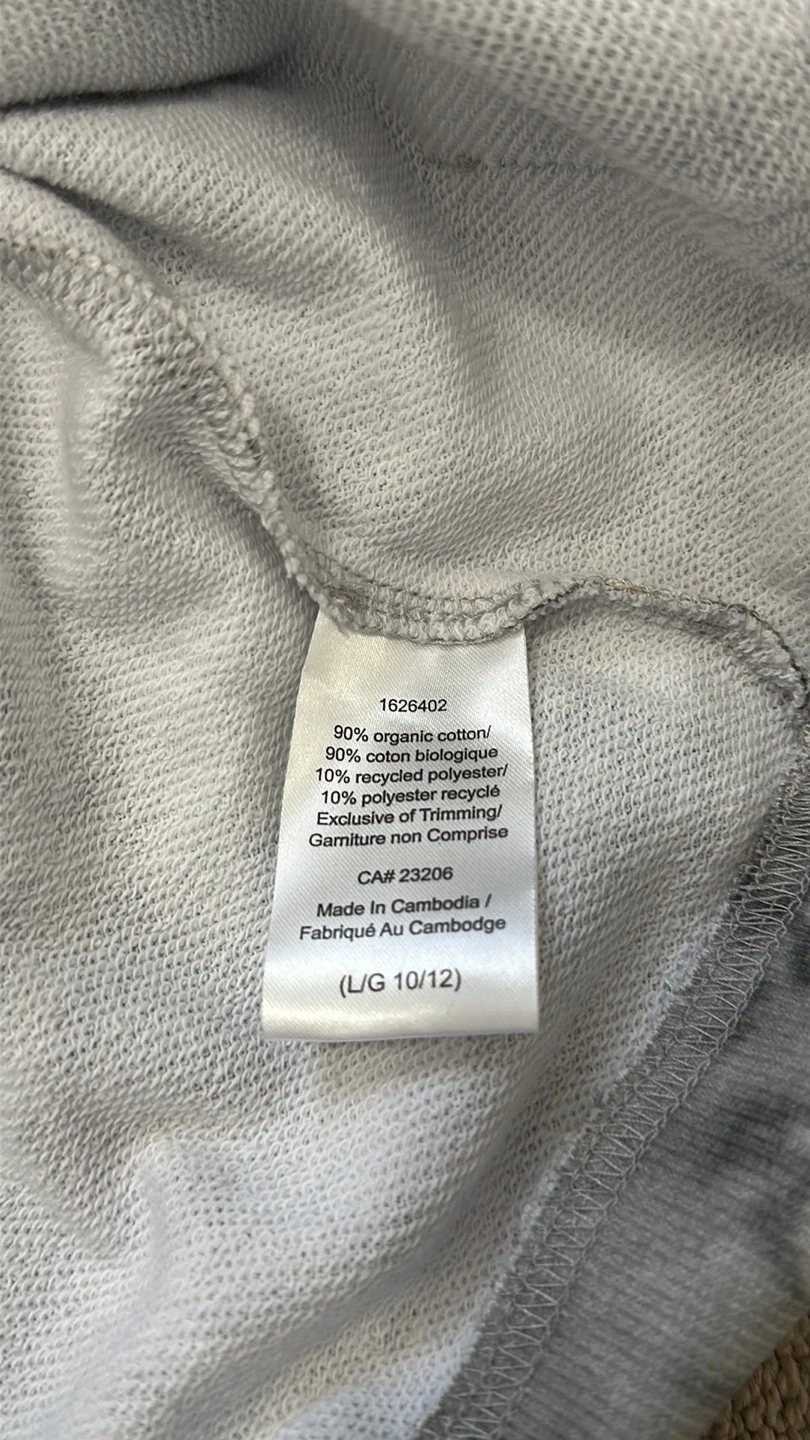 1626402
90% organic cotton/
90% coton biologique
10% recycled polyester/
10% polyester recyclé
Exclusive of Trimming/
Garniture non Comprise
CA# 23206
Made In Cambodia /
Fabriqué Au Cambodge
(L/G 10/12)